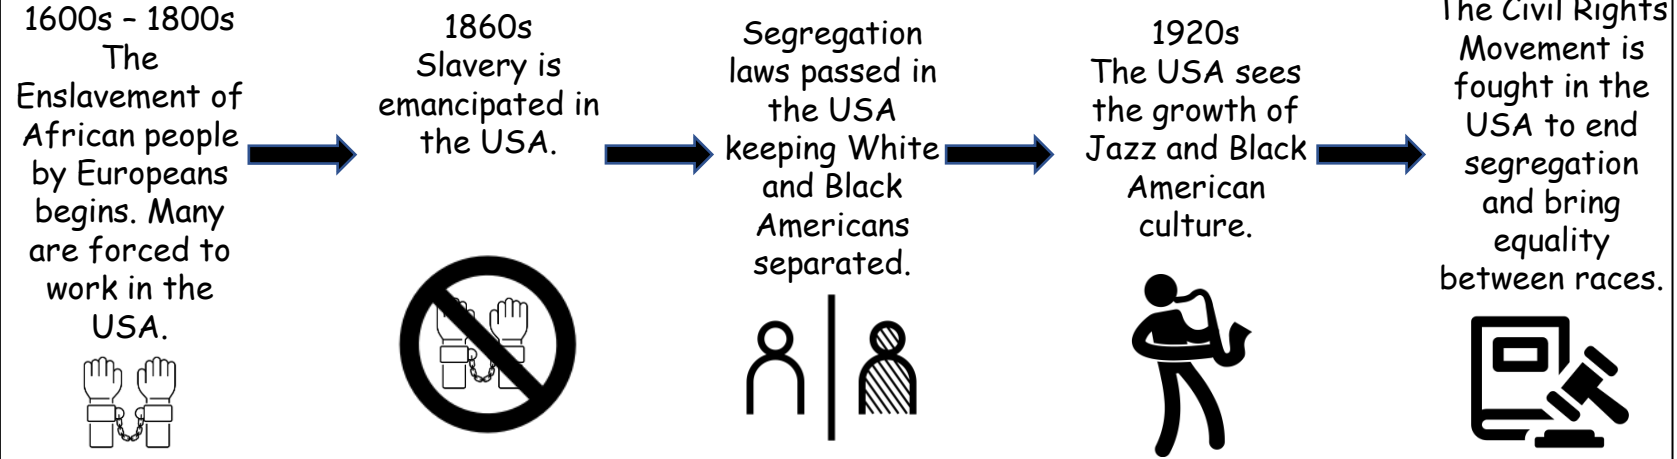 1600s – 1800s
The
Enslavement of
African people
by Europeans
begins. Many
are forced to
work in the
USA.
1860s
Slavery is
emancipated in
the USA.
Segregation
laws passed in
the USA
keeping White
and Black
Americans
separated.
1920s
The USA sees
the growth of
Jazz and Black
American
culture.
The Civil Rights
Movement is
fought in the
USA to end
segregation
and bring
equality
between races.